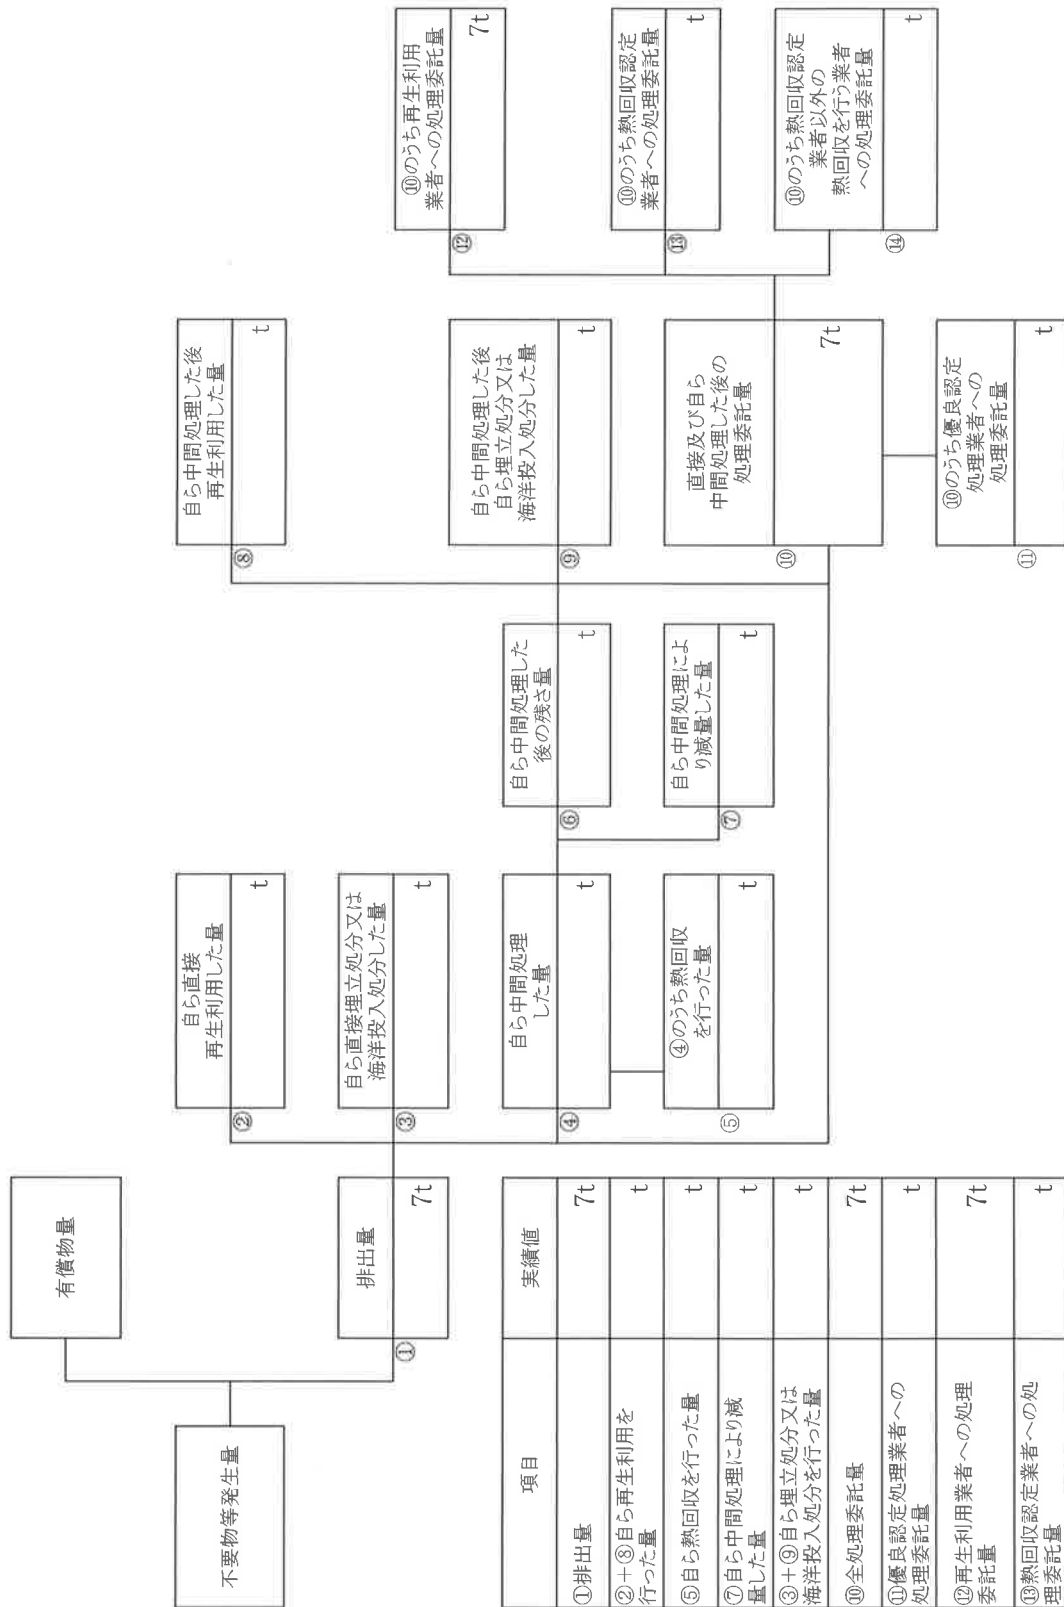 不要物等発生量
有償物量
排出量
①
7t
自ら直接
再生利用した量
②
t
自ら直接埋立処分又は
海洋投入処分した量
③
t
自ら中間処理
した量
④
t
④のうち熱回収
を行った量
⑤
t
自ら中間処理した
後の残さ量
⑥
t
自ら中間処理によ
り減量した量
⑦
t
自ら中間処理した後
再生利用した量
⑧
t
自ら中間処理した後
自ら埋立処分又は
海洋投入処分した量
⑨
t
直接及び自ら
中間処理した後の
処理委託量
⑩
7t
⑩のうち優良認定
処理業者への
処理委託量
⑪
t
⑩のうち再生利用
業者への処理委託量
⑫
7t
⑩のうち熱回収認定
業者への処理委託量
⑬
t
⑩のうち熱回収認定
業者以外の
熱回収を行う業者
への処理委託量
⑭
t
項目
実績値
①排出量
7t
②+⑧自ら再生利用を
行った量
t
⑤自ら熱回収を行った量
t
⑦自ら中間処理により減
量した量
t
③+⑨自ら埋立処分又は
海洋投入処分を行った量
t
⑩全処理委託量
7t
⑪優良認定処理業者への
処理委託量
t
⑫再生利用業者への処理
委託量
7t
⑬熱回収認定業者への処
理委託量
t